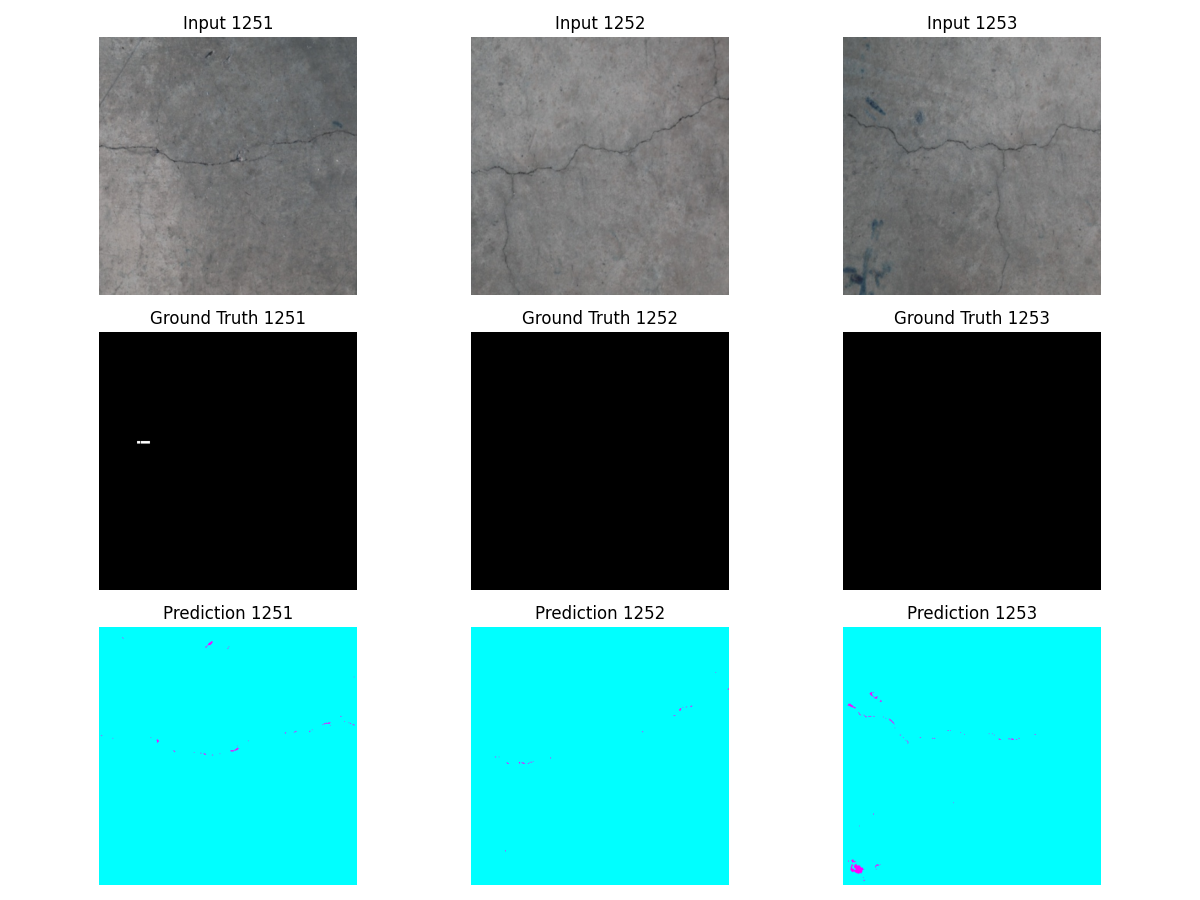 Input 1251
Input 1252
Input 1253
Ground Truth 1251
Ground Truth 1252
Ground Truth 1253
Prediction 1251
Prediction 1252
Prediction 1253